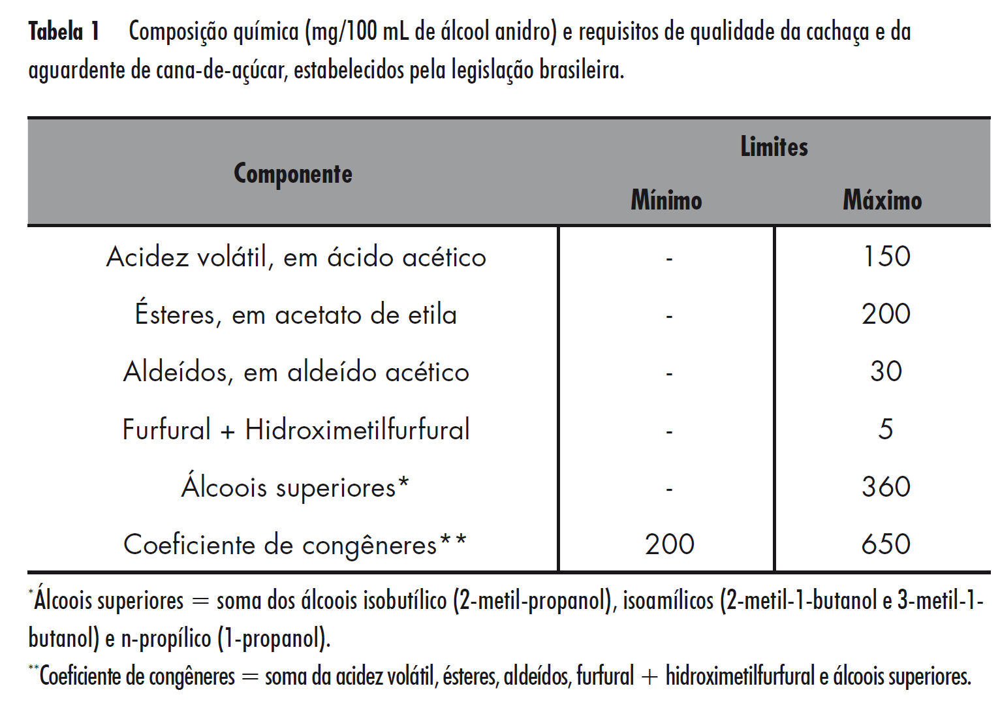 Tabela 1 Composição química (mg/100 mL de álcool anidro) e requisitos de qualidade da cachaça e da
aguardente de cana-de-açúcar, estabelecidos pela legislação brasileira.
Componente
Limites
Mínimo Máximo
Acidez volátil, em ácido acético - 150
Ésteres, em acetato de etila - 200
Aldeídos, em aldeído acético - 30
Furfural + Hidroximetilfurfural - 5
Álcoois superiores* - 360
Coeficiente de congêneres** 200 650
*Álcoois superiores = soma dos álcoois isobutílico (2-metil-propanol), isoamílicos (2-metil-1-butanol e 3-metil-1-
butanol) e n-propílico (1-propanol).
**Coeficiente de congêneres = soma da acidez volátil, ésteres, aldeídos, furfural + hidroximetilfurfural e álcoois superiores.